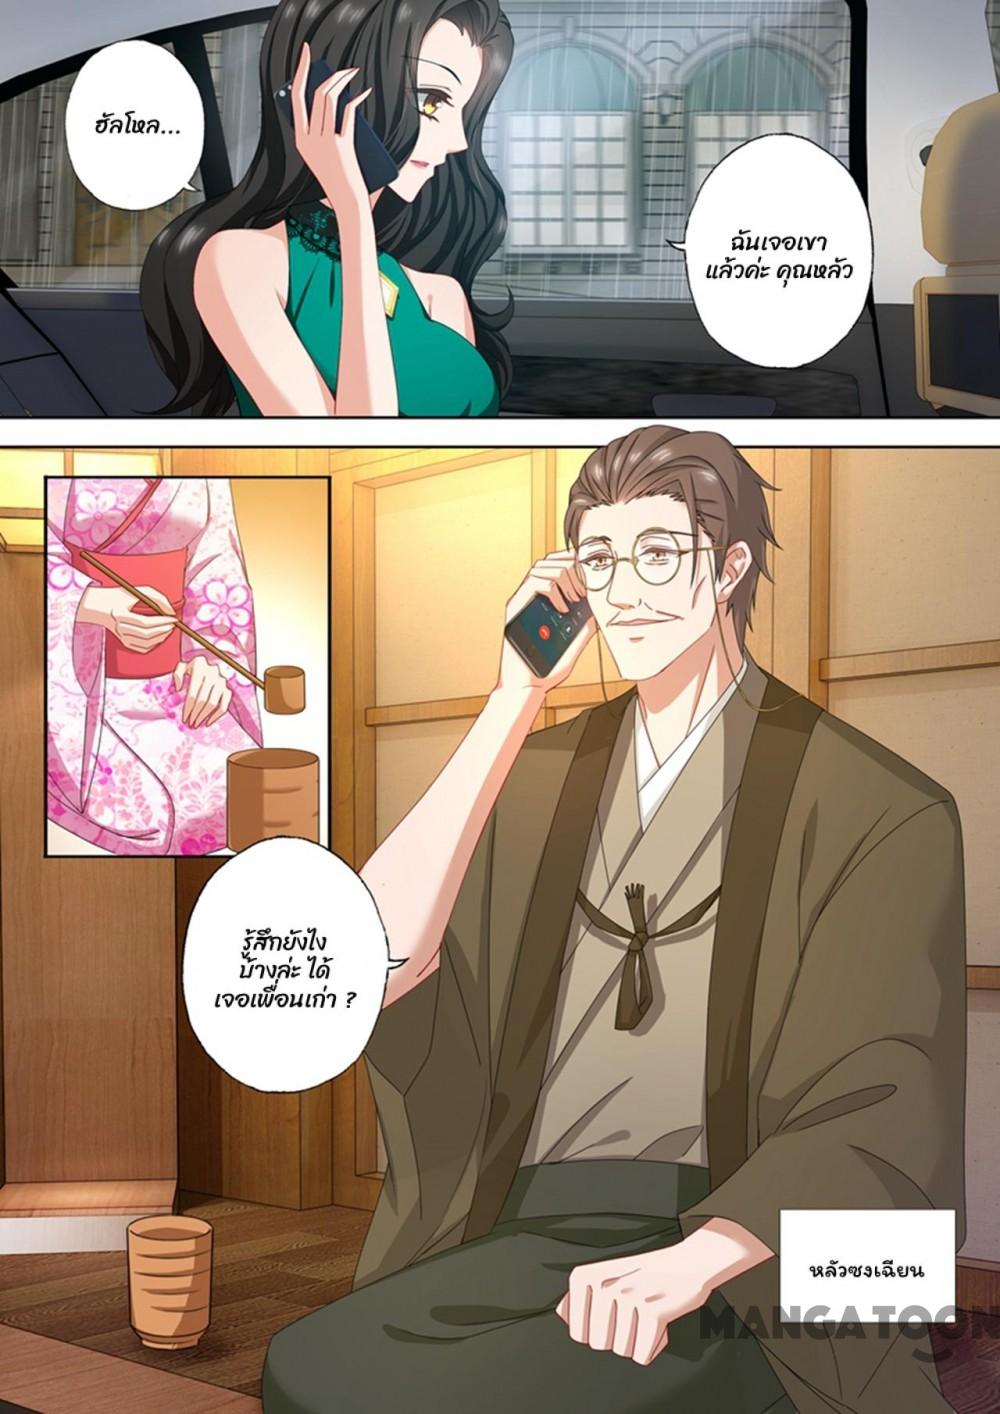 ฮัลโหล...
ฉันเจอเขา
แล้วค่ะ คุณหลัว
รู้สึกยังไง
บ้างล่ะ ได้
เจอเพื่อนเก่า ?
หลัวซงเฉียน
MANGATOON